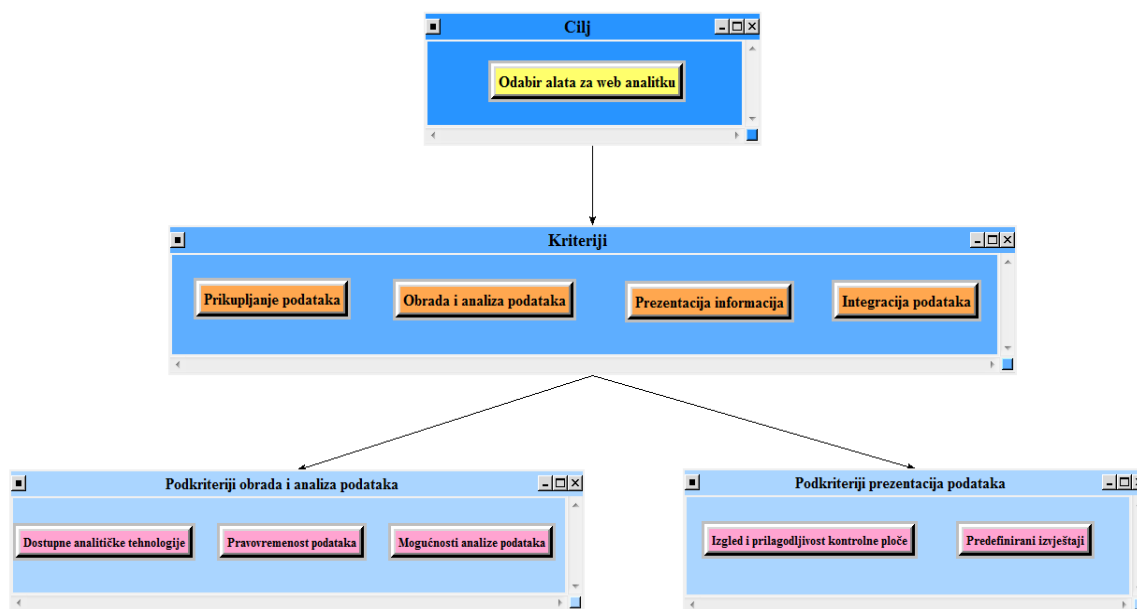 Cilj
Odabir alata za web analitku
Kriteriji
Prikupljanje podataka
Obrada i analiza podataka
Prezentacija informacija
Integracija podataka
Podkriteriji obrada i analiza podataka
Podkriteriji prezentacija podataka
Dostupne analitičke tehnologije
Pravovremenost podataka
Mogućnosti analize podataka
Izgled i prilagodljivost kontrolne ploče
Predefinirani izvještaji